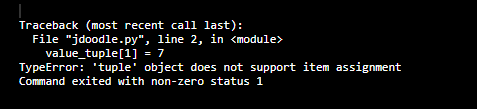 Traceback (most recent call last):
  File "jdoodle.py", line 2, in <module>
    value_tuple[1] = 7
TypeError: 'tuple' object does not support item assignment
Command exited with non-zero status 1